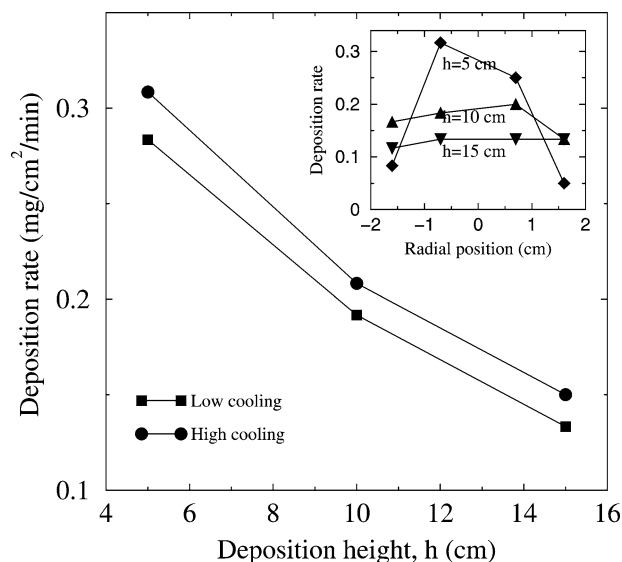 0.3
0.2
0.1
Deposition rate (mg/cm²/min)
4
6
8
10
12
14
16
Deposition height, h (cm)
Low cooling
High cooling
0.3
0.2
0.1
0
Deposition rate
h=5 cm
h=10 cm
h=15 cm
−2
−1
0
1
2
Radial position (cm)